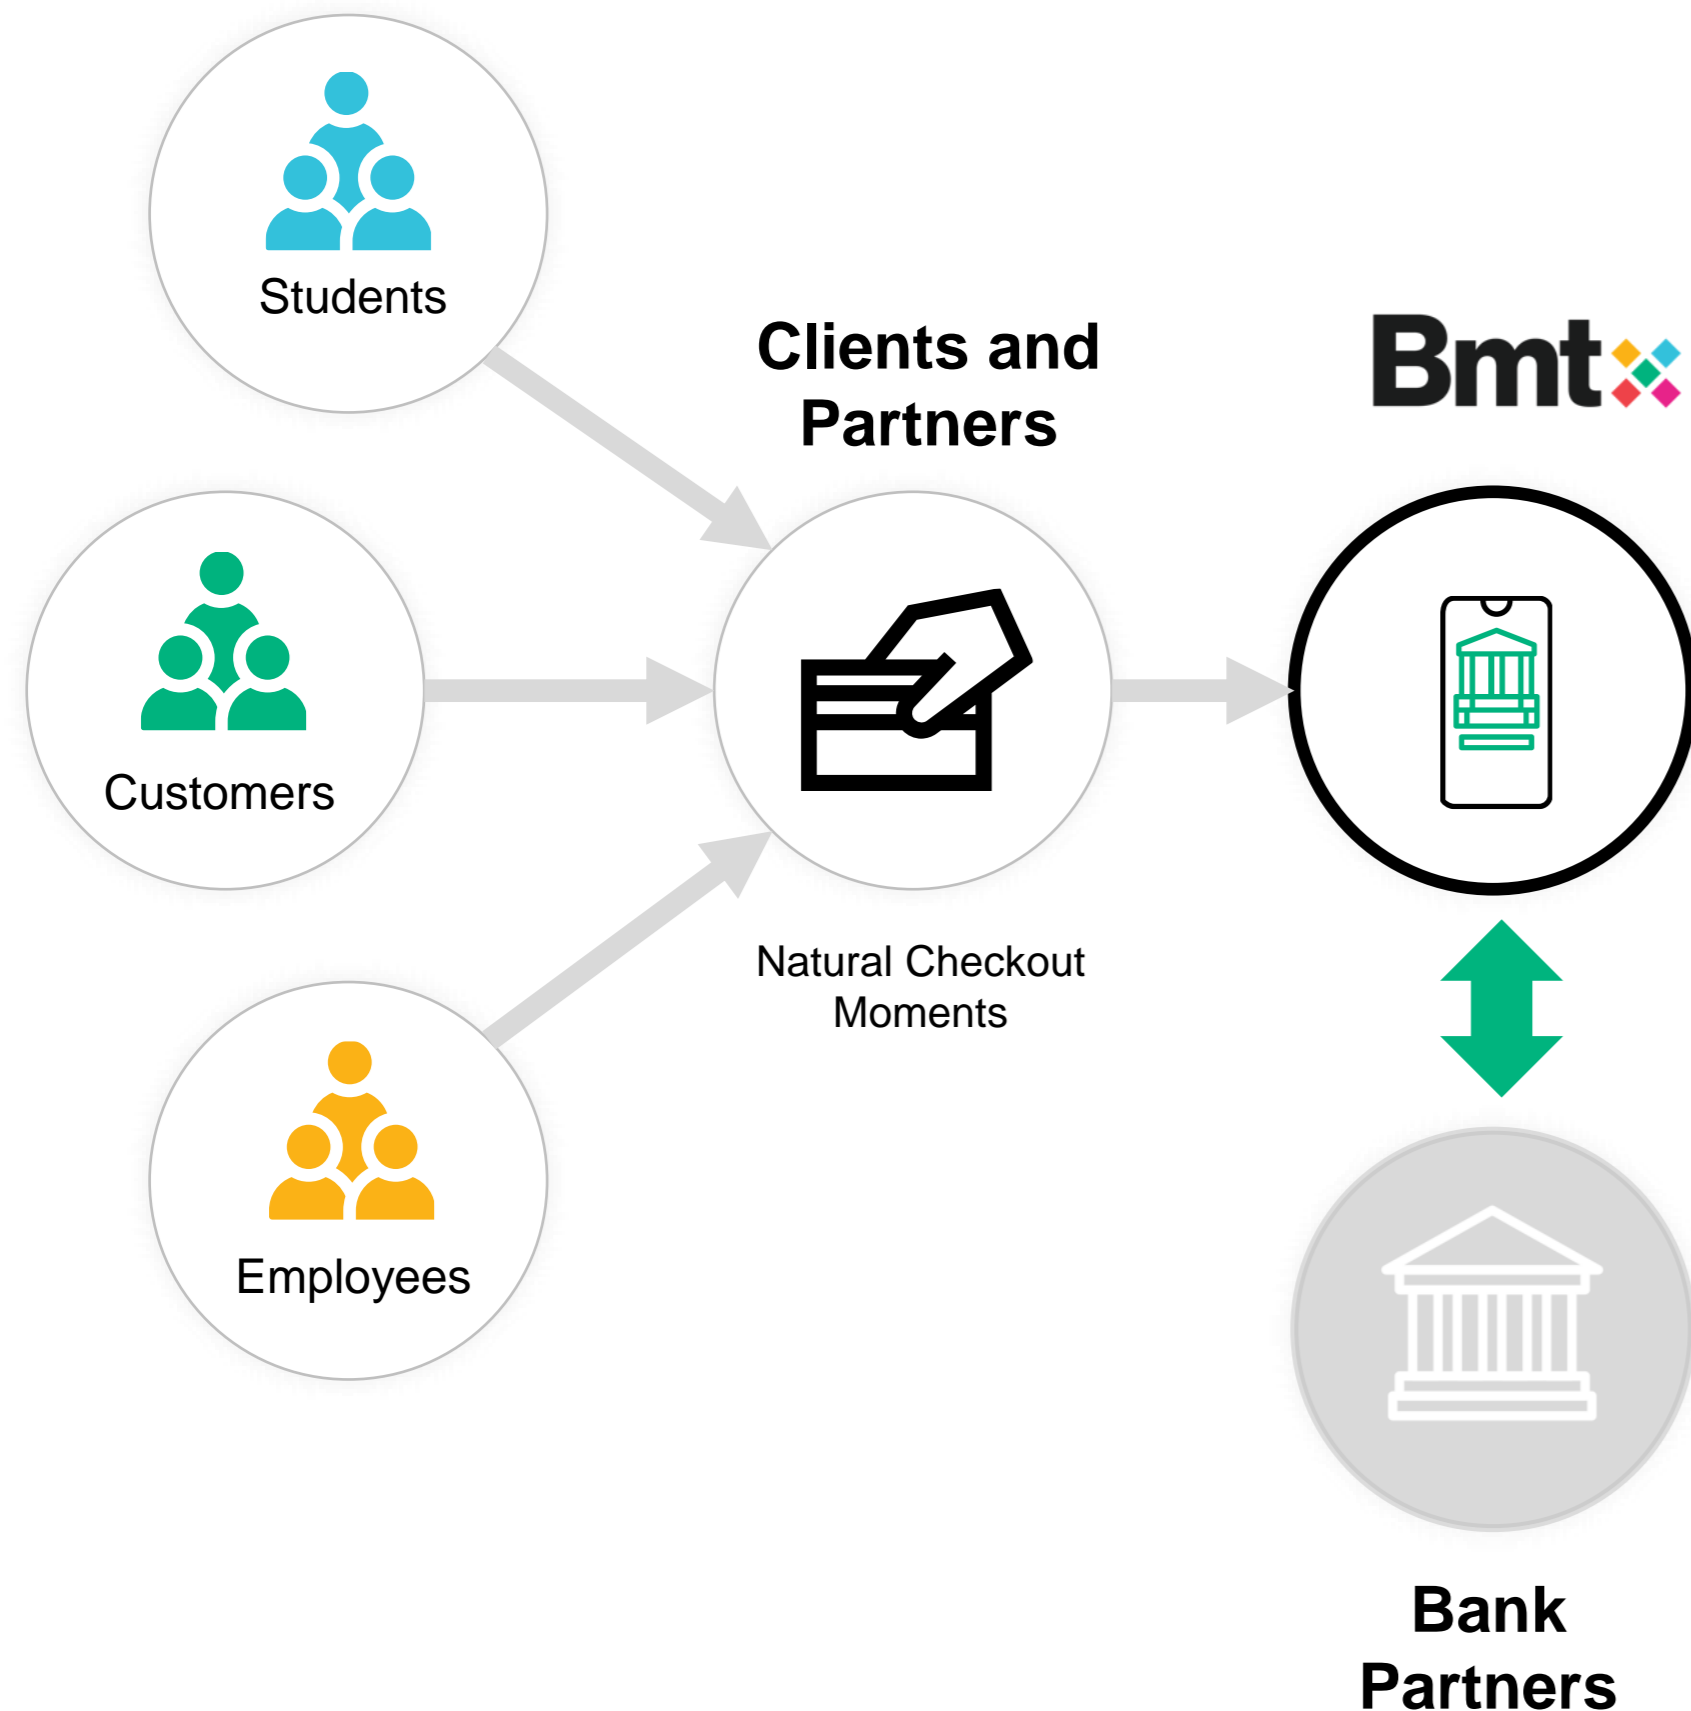 Students
Clients and
Partners
Bmt
Customers
Natural Checkout
Moments
Employees
Bank
Partners